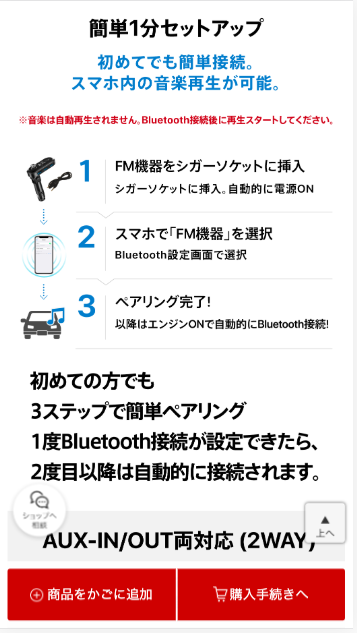 簡単1分セットアップ
初めてでも簡単接続。
スマホ内の音楽再生が可能。
※音楽は自動再生されません。Bluetooth接続後に再生スタートしてください。
1
FM機器をシガーソケットに挿入
シガーソケットに挿入。自動的に電源ON
2
スマホで「FM機器」を選択
Bluetooth設定画面で選択
3
ペアリング完了!
以降はエンジンONで自動的にBluetooth接続!
初めての方でも
3ステップで簡単ペアリング
1度Bluetooth接続が設定できたら、
2度目以降は自動的に接続されます。
ショップへ
相談
▲
上へ
AUX-IN/OUT両対応 (2WAY)
商品をかごに追加
購入手続きへ